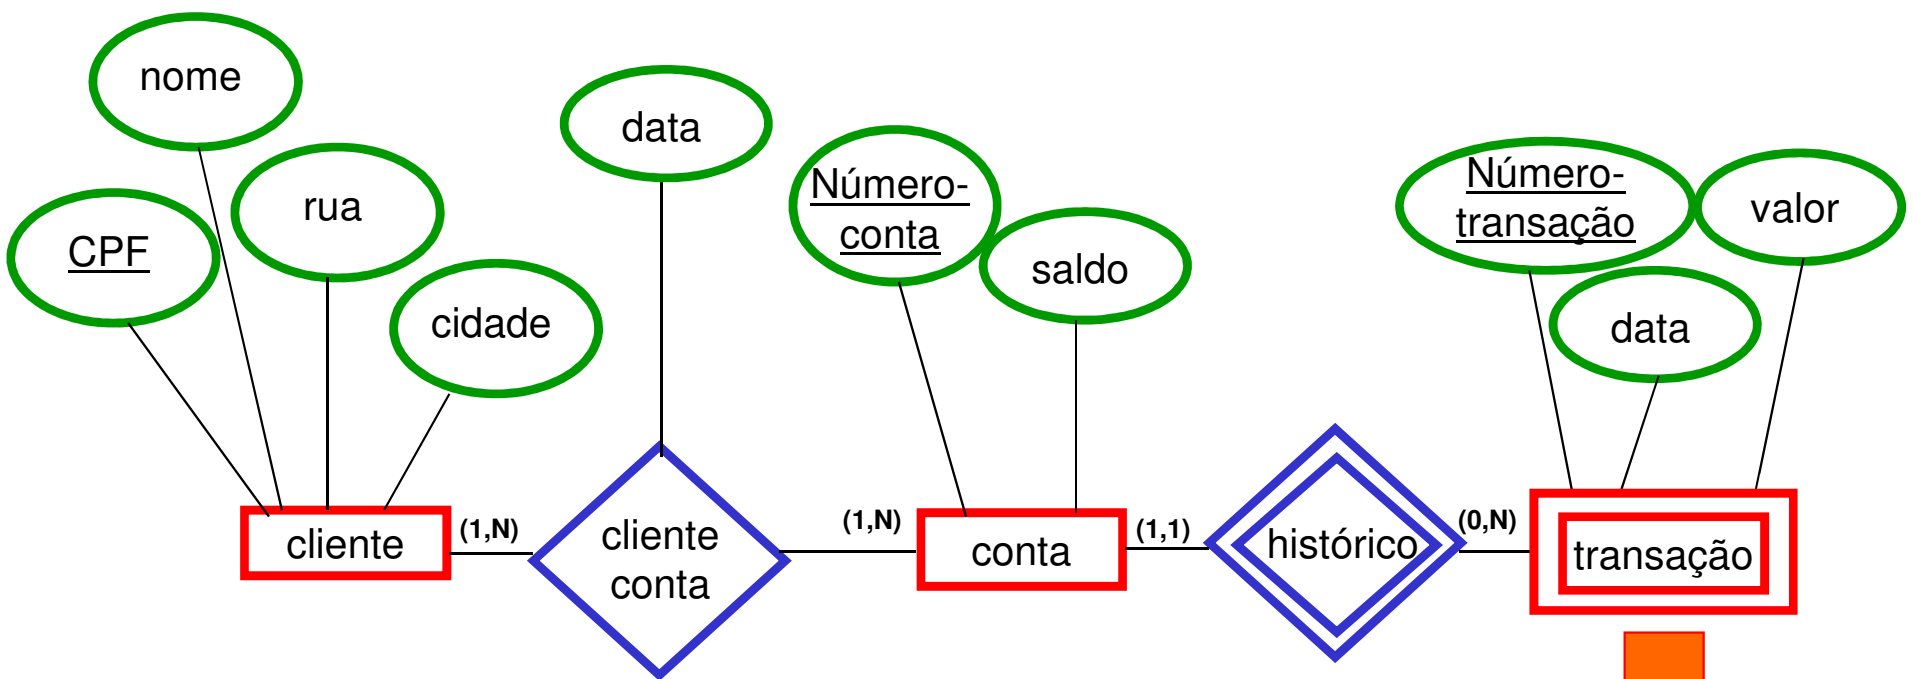 nome
data
rua
CPF
cidade
Número-
conta
saldo
Número-
transação
valor
data
cliente
(1,N)
cliente
conta
(1,N)
conta
(1,1)
histórico
(0,N)
transação